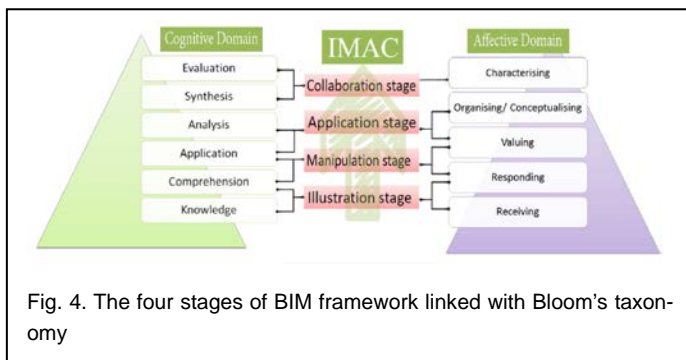 Cognitive Domain
IMAC
Affective Domain
Evaluation
Synthesis
Analysis
Application
Comprehension
Knowledge
Collaboration stage
Application stage
Manipulation stage
Illustration stage
Characterising
Organising/ Conceptualising
Valuing
Responding
Receiving
Fig. 4. The four stages of BIM framework linked with Bloom's taxon-
omy